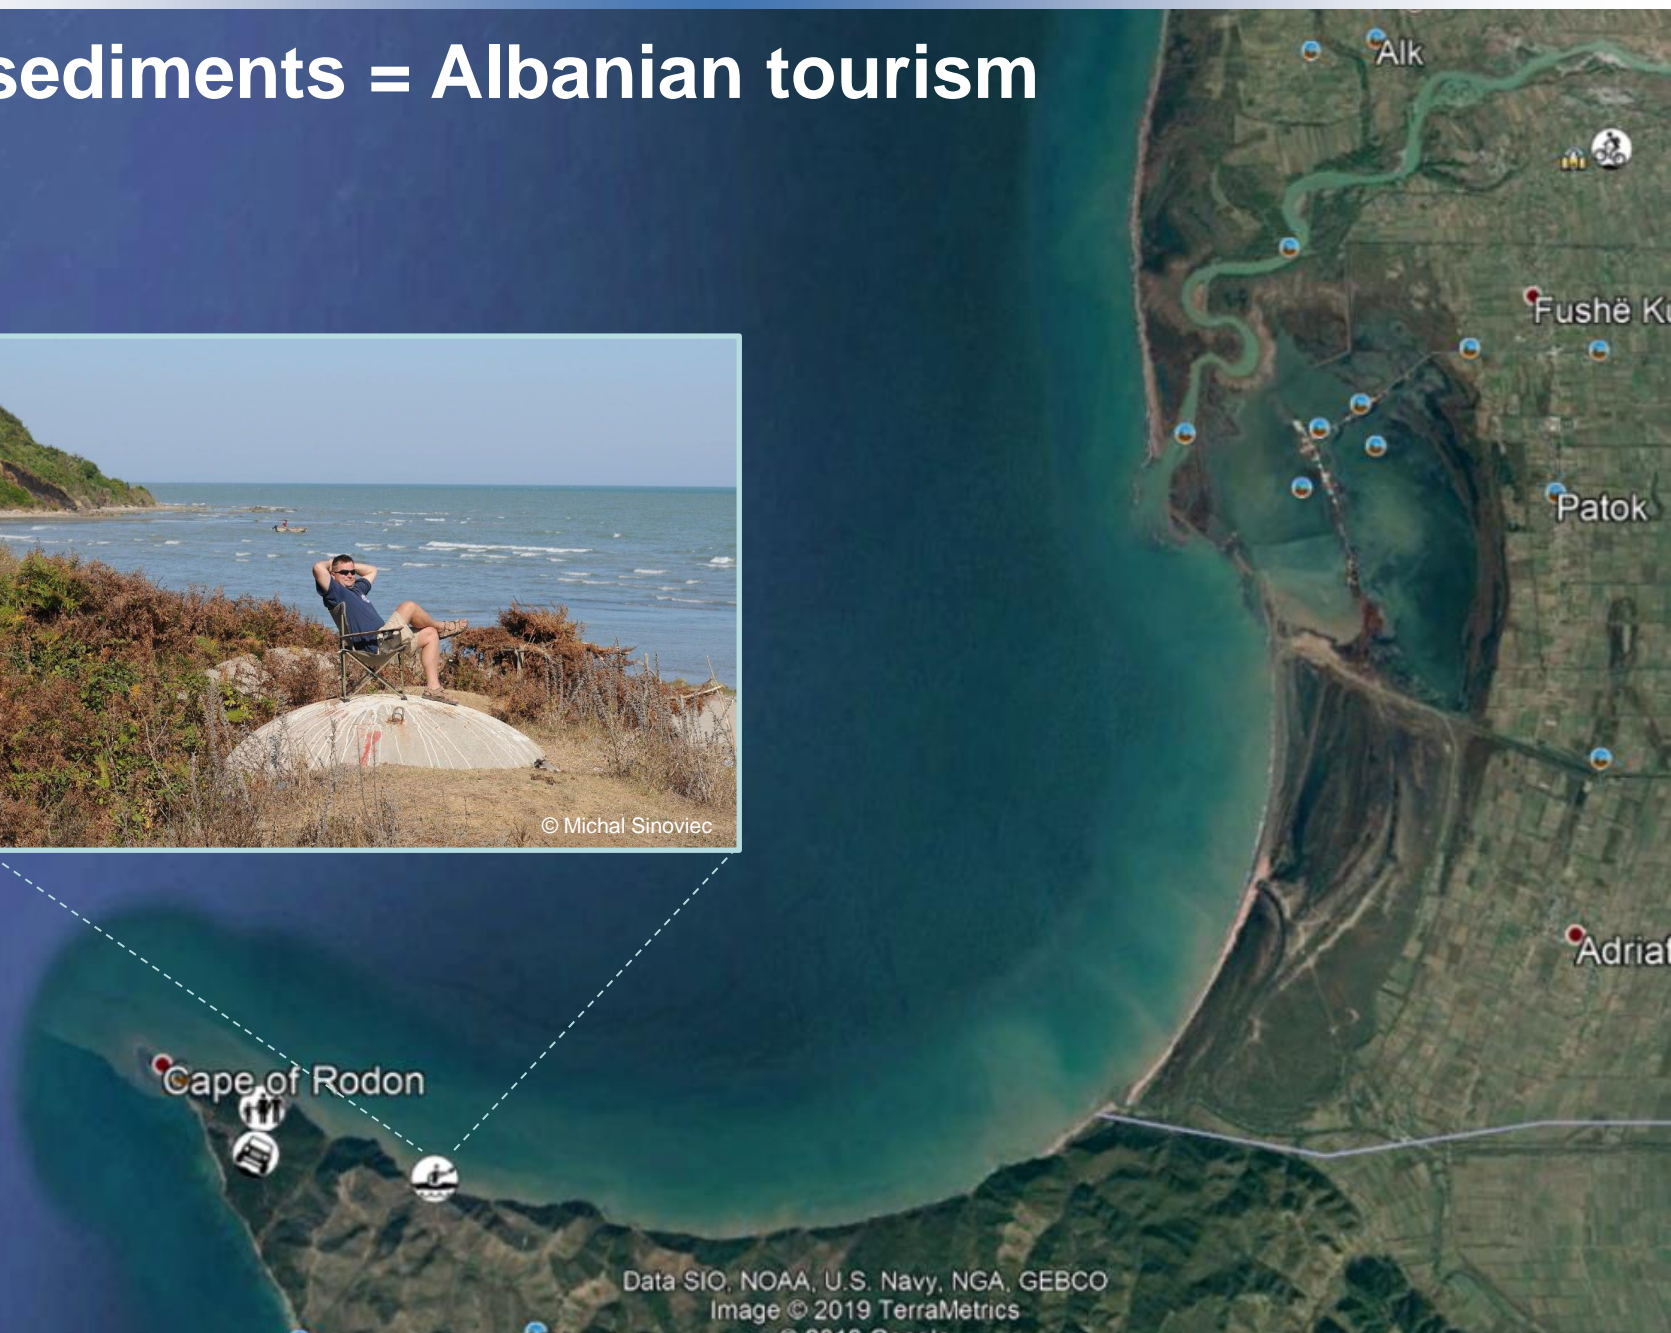 sediments = Albanian tourism
Alk
Fushë Ku
Patok
© Michal Sinoviec
Adriat
Cape of Rodon
Data SIO, NOAA, U.S. Navy, NGA, GEBCO
Image © 2019 TerraMetrics